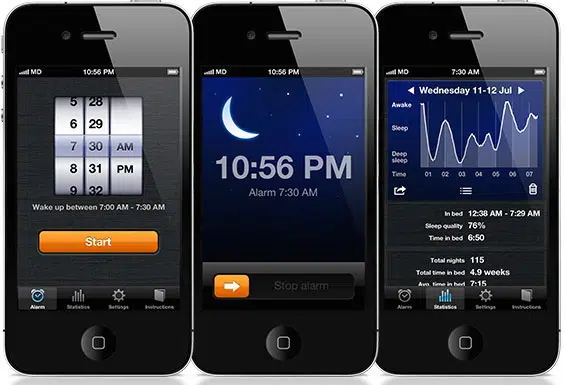 MD 10:56 PM
5 28
6 29
7 30 AM
8 31 PM
9 32
Wake up between 7:00 AM - 7:30 AM
Start
Alarm Statistics Settings Instructions
MD 10:56 PM
10:56 PM
Alarm 7:30 AM
Stop alarm
MD 7:30 AM
Wednesday 11-12 Jul
Awake
Sleep
Deep
sleep
Time 01 02 03 04 05 06 07
In bed 12:38 AM - 7:29 AM
Sleep quality 76%
Time in bed 6:50
Total nights 115
Total time in bed 4.9 weeks
Avg. time in bed 7:15
Alarm Statistics Settings Instructions